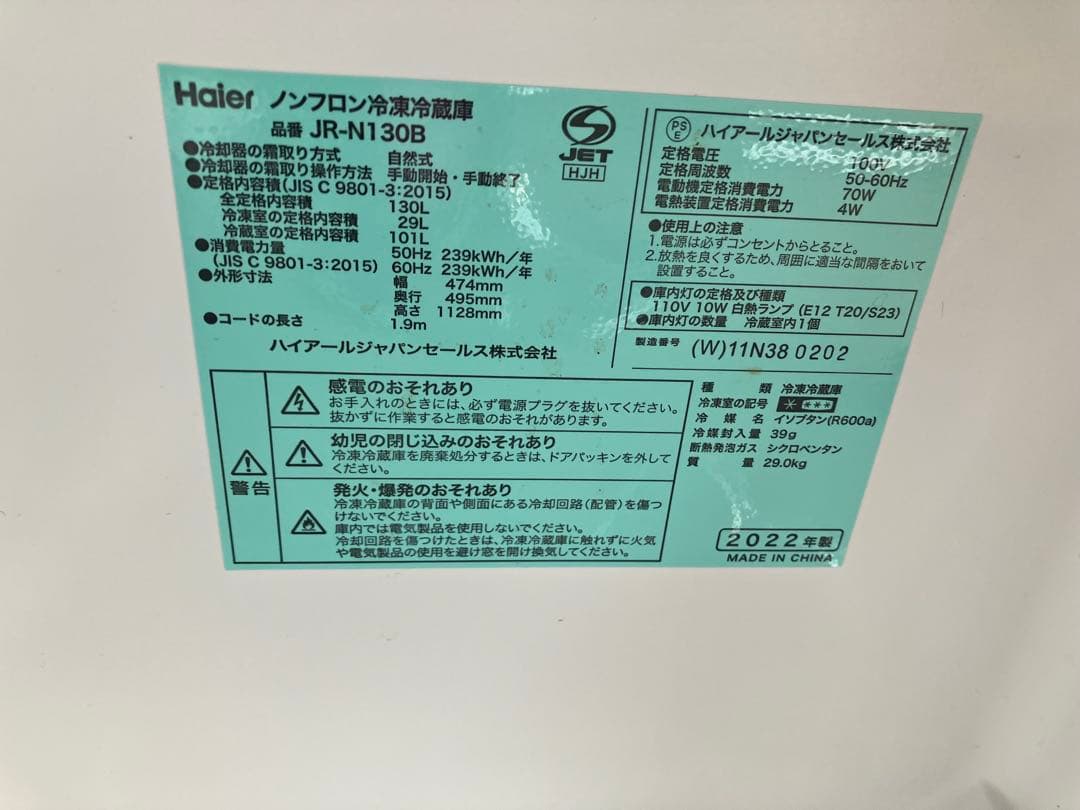 Haier ノンフロン冷凍冷蔵庫
品番 JR-N130B
●冷却器の霜取り方式 自然式
●冷却器の霜取り操作方法 手動開始・手動終了
●定格内容積(JIS C 9801-3:2015)
全定格内容積 130L
冷凍室の定格内容積 29L
冷蔵室の定格内容積 101L
●消費電力量 50Hz 239kWh/年
(JIS C 9801-3:2015) 60Hz 239kWh/年
●外形寸法 幅 474mm
奥行 495mm
高さ 1128mm
●コードの長さ 1.9m
ハイアールジャパンセールス株式会社
JET
HJH
PSE ハイアールジャパンセールス株式会社
定格電圧 100V
定格周波数 50-60Hz
電動機定格消費電力 70W
電熱装置定格消費電力 4W
●使用上の注意
1.電源は必ずコンセントからとること。
2.放熱を良くするため、周囲に適当な間隔をおいて
設置すること。
●庫内灯の定格及び種類
110V 10W 白熱ランプ (E12 T20/S23)
●庫内灯の数量 冷蔵室内1個
製造番号 (W)11N38 0202
警告
感電のおそれあり
お手入れのときには、必ず電源プラグを抜いてください。
抜かずに作業すると感電のおそれがあります。
幼児の閉じ込めのおそれあり
冷凍冷蔵庫を廃棄処分するときは、ドアパッキンを外して
ください。
発火・爆発のおそれあり
冷凍冷蔵庫の背面や側面にある冷却回路(配管)を傷つ
けないでください。
庫内では電気製品を使用しないでください。
冷却回路を傷つけたときは、冷凍冷蔵庫に触れずに火気
や電気製品の使用を避け窓を開け換気してください。
種類 冷凍冷蔵庫
冷凍室の記号 * ***
冷媒名 イソブタン(R600a)
冷媒封入量 39g
断熱発泡ガス シクロペンタン
質量 29.0kg
2022年製
MADE IN CHINA